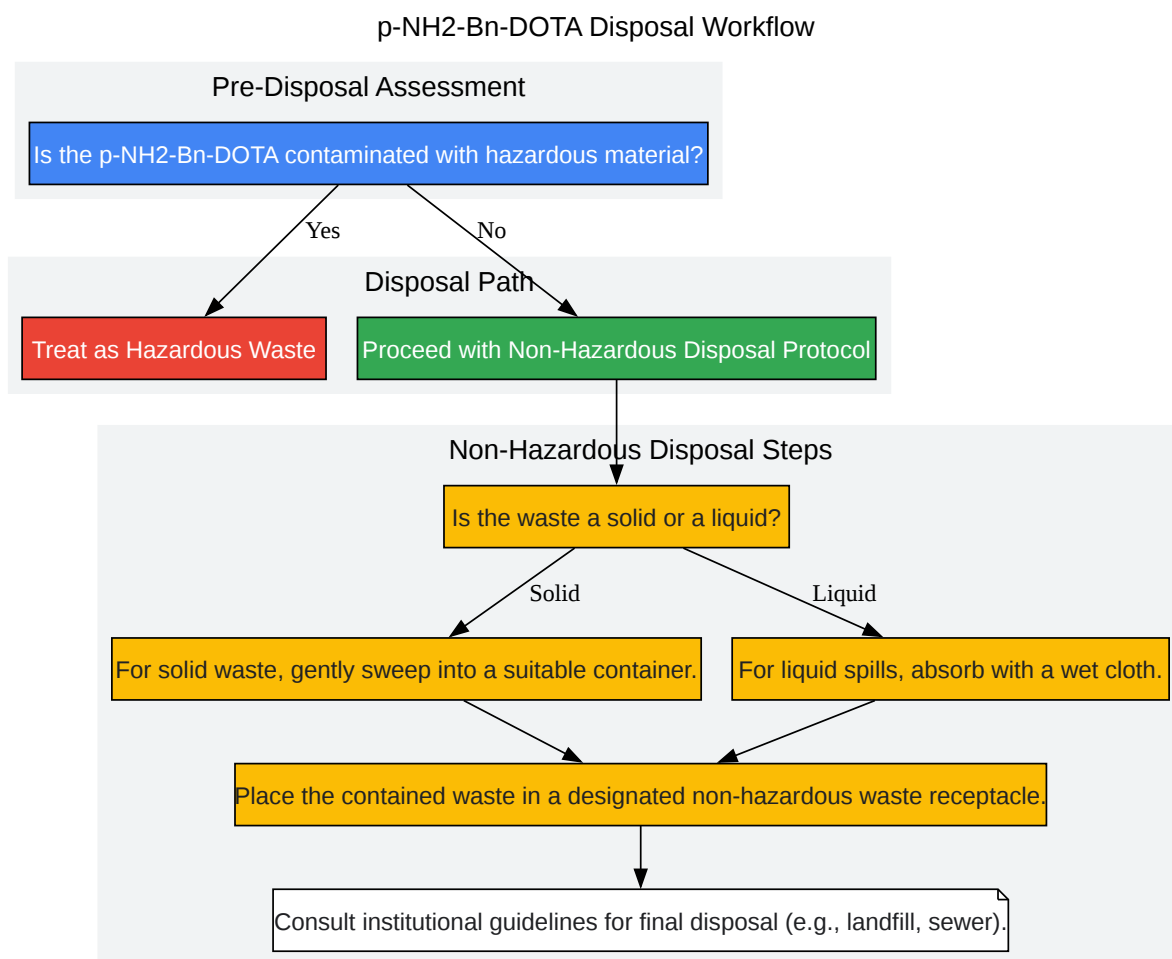 p-NH2-Bn-DOTA Disposal Workflow
Pre-Disposal Assessment
Is the p-NH2-Bn-DOTA contaminated with hazardous material?
Yes
No
Disposal Path
Treat as Hazardous Waste
Proceed with Non-Hazardous Disposal Protocol
Non-Hazardous Disposal Steps
Is the waste a solid or a liquid?
Solid
Liquid
For solid waste, gently sweep into a suitable container.
For liquid spills, absorb with a wet cloth.
Place the contained waste in a designated non-hazardous waste receptacle.
Consult institutional guidelines for final disposal (e.g., landfill, sewer).